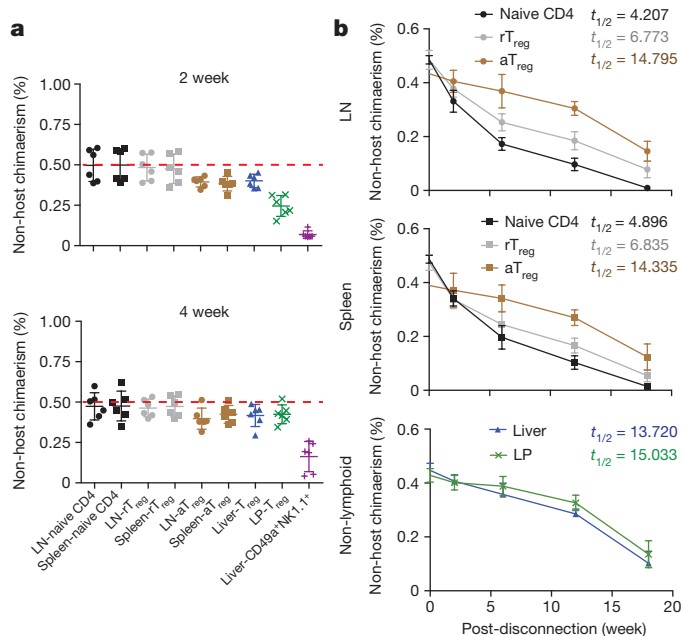 a
2 week
Non-host chimaerism (%)
1.00
0.75
0.50
0.25
0
4 week
Non-host chimaerism (%)
1.00
0.75
0.50
0.25
0
LN-naive CD4
Spleen-naive CD4
LN-rTreg
Spleen-rTreg
LN-aTreg
Spleen-aTreg
Liver-Treg
LP-Treg
Liver-CD49a+NK1.1+
b
Naive CD4 t1/2 = 4.207
rTreg t1/2 = 6.773
aTreg t1/2 = 14.795
LN
Non-host chimaerism (%)
0.6
0.4
0.2
0
Naive CD4 t1/2 = 4.896
rTreg t1/2 = 6.835
aTreg t1/2 = 14.335
Spleen
Non-host chimaerism (%)
0.6
0.4
0.2
0
Liver t1/2 = 13.720
LP t1/2 = 15.033
Non-lymphoid
Non-host chimaerism (%)
0.6
0.4
0.2
0
0 5 10 15 20
Post-disconnection (week)